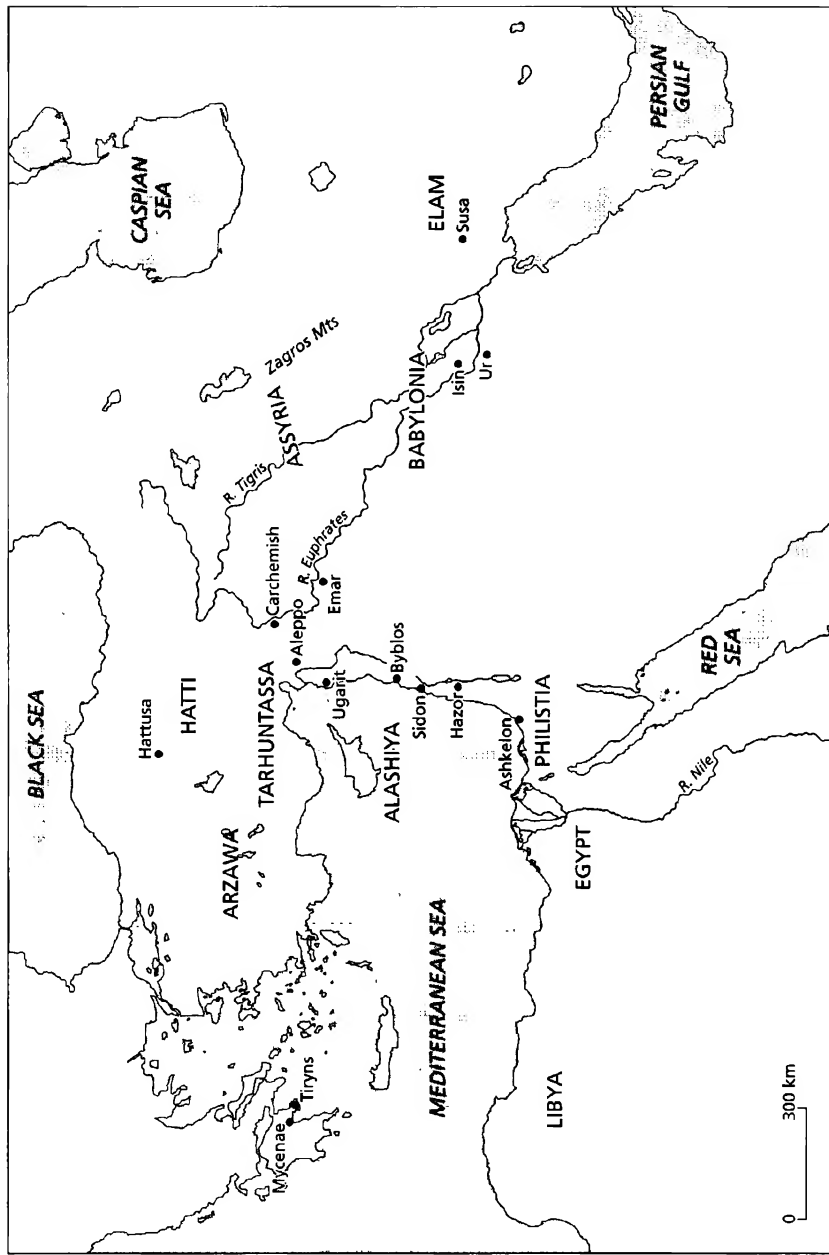 BLACK SEA
CASPIAN
SEA
Hattusa
HATTI
ARZAWA
TARHUNTASSA
Carchemish
Aleppo
R. Tigris
ASSYRIA
Zagros Mts
R. Euphrates
Emar
Mycenae
Tiryns
Ugarit
Byblos
ALASHIYA
Sidon
Hazor
BABYLONIA
Isin
Ur
ELAM
Susa
MEDITERRANEAN SEA
Ashkelon
PHILISTIA
EGYPT
LIBYA
R. Nile
RED
SEA
PERSIAN
GULF
0 300 km